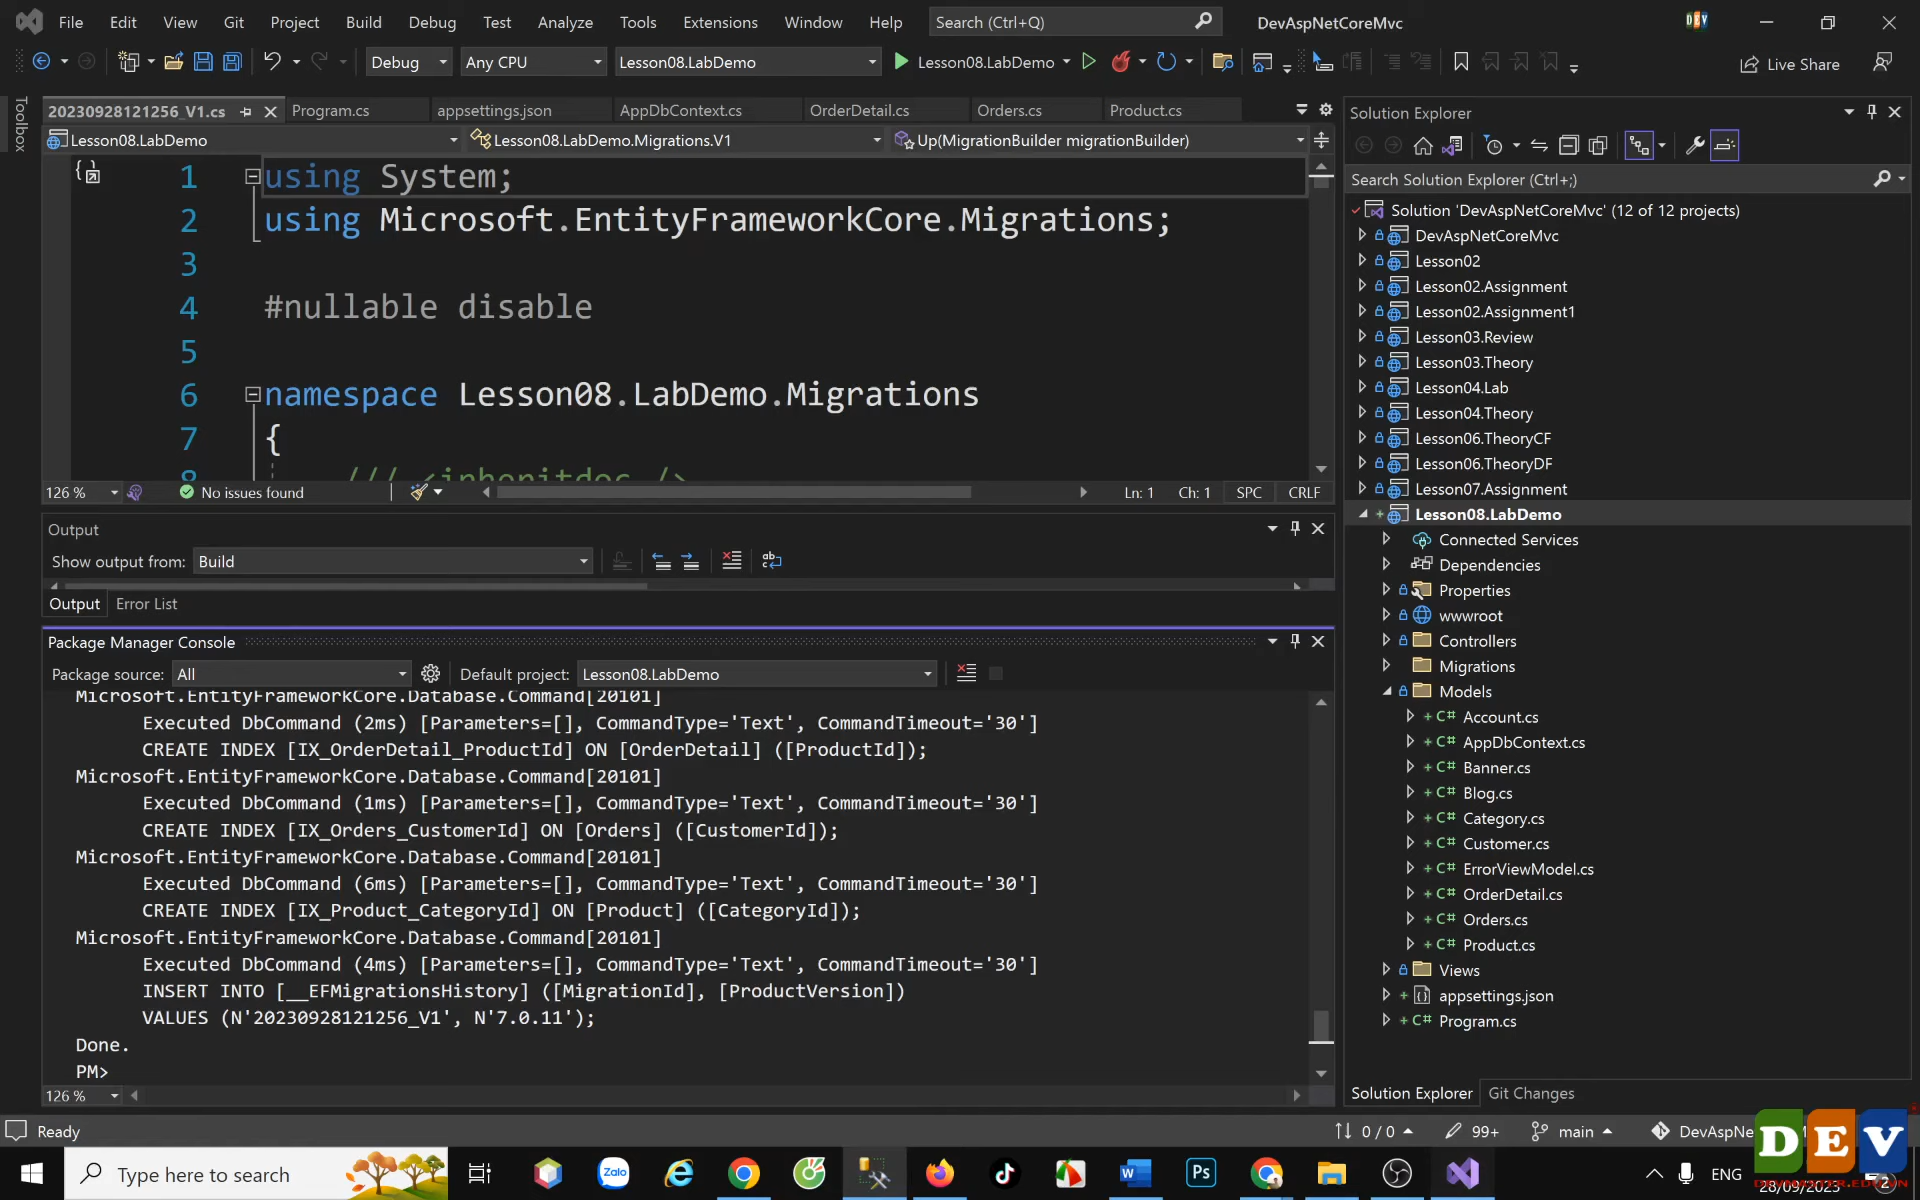 File Edit View Git Project Build Debug Test Analyze Tools Extensions Window Help Search (Ctrl+Q) DevAspNetCoreMvc
Debug Any CPU Lesson08.LabDemo Lesson08.LabDemo Live Share
Toolbox
20230928121256_V1.cs Program.cs appsettings.json AppDbContext.cs OrderDetail.cs Orders.cs Product.cs
Lesson08.LabDemo Lesson08.LabDemo.Migrations.V1 Up(MigrationBuilder migrationBuilder)
1 using System;
2 using Microsoft.EntityFrameworkCore.Migrations;
3
4 #nullable disable
5
6 namespace Lesson08.LabDemo.Migrations
7 {
8 /// <inheritdoc />
126 % No issues found Ln: 1 Ch: 1 SPC CRLF
Output
Show output from: Build
Output Error List
Package Manager Console
Package source: All Default project: Lesson08.LabDemo
Microsoft.EntityFrameworkCore.Database.Command[20101]
Executed DbCommand (2ms) [Parameters=[], CommandType='Text', CommandTimeout='30']
CREATE INDEX [IX_OrderDetail_ProductId] ON [OrderDetail] ([ProductId]);
Microsoft.EntityFrameworkCore.Database.Command[20101]
Executed DbCommand (1ms) [Parameters=[], CommandType='Text', CommandTimeout='30']
CREATE INDEX [IX_Orders_CustomerId] ON [Orders] ([CustomerId]);
Microsoft.EntityFrameworkCore.Database.Command[20101]
Executed DbCommand (6ms) [Parameters=[], CommandType='Text', CommandTimeout='30']
CREATE INDEX [IX_Product_CategoryId] ON [Product] ([CategoryId]);
Microsoft.EntityFrameworkCore.Database.Command[20101]
Executed DbCommand (4ms) [Parameters=[], CommandType='Text', CommandTimeout='30']
INSERT INTO [__EFMigrationsHistory] ([MigrationId], [ProductVersion])
VALUES (N'20230928121256_V1', N'7.0.11');
Done.
PM>
126 %
Solution Explorer
Search Solution Explorer (Ctrl+;)
Solution 'DevAspNetCoreMvc' (12 of 12 projects)
DevAspNetCoreMvc
Lesson02
Lesson02.Assignment
Lesson02.Assignment1
Lesson03.Review
Lesson03.Theory
Lesson04.Lab
Lesson04.Theory
Lesson06.TheoryCF
Lesson06.TheoryDF
Lesson07.Assignment
Lesson08.LabDemo
Connected Services
Dependencies
Properties
wwwroot
Controllers
Migrations
Models
C# Account.cs
C# AppDbContext.cs
C# Banner.cs
C# Blog.cs
C# Category.cs
C# Customer.cs
C# ErrorViewModel.cs
C# OrderDetail.cs
C# Orders.cs
C# Product.cs
Views
appsettings.json
C# Program.cs
Solution Explorer Git Changes
Ready 0 / 0 99+ main DevAspNe
Type here to search Zalo Ps ENG
28/09/2023 2
DEV